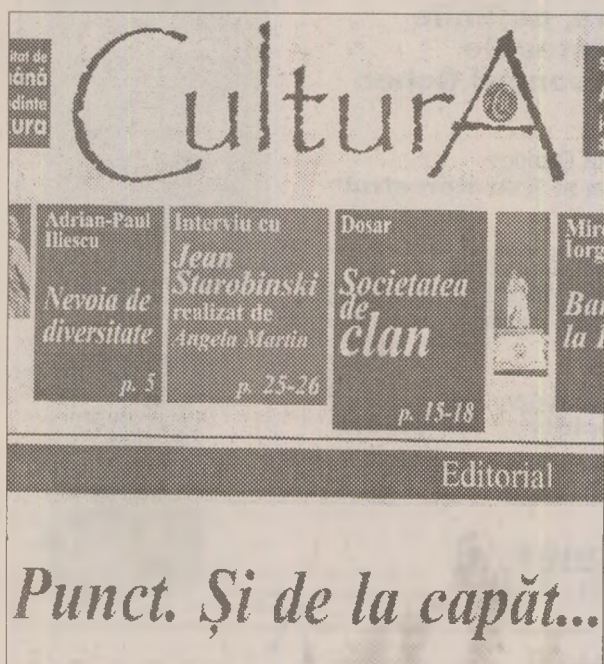 CulturA
Adrian-Paul
Iliescu
Nevoia de
diversitate
p. 5
Interviu cu
Jean
Starobinski
realizat de
Angela Martin
p. 25-26
Dosar
Societatea
de
clan
p. 15-18
Editorial
Punct. Și de la capăt...